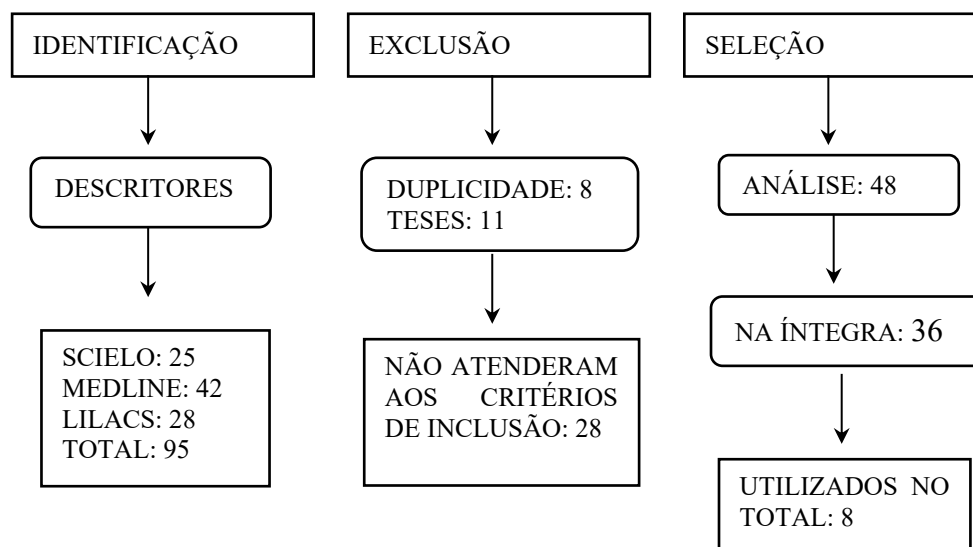 IDENTIFICAÇÃO
DESCRITORES
SCIELO: 25
MEDLINE: 42
LILACS: 28
TOTAL: 95
EXCLUSÃO
DUPLICIDADE: 8
TESES: 11
NÃO ATENDERAM
AOS CRITÉRIOS
DE INCLUSÃO: 28
SELEÇÃO
ANÁLISE: 48
NA ÍNTEGRA: 36
UTILIZADOS NO
TOTAL: 8